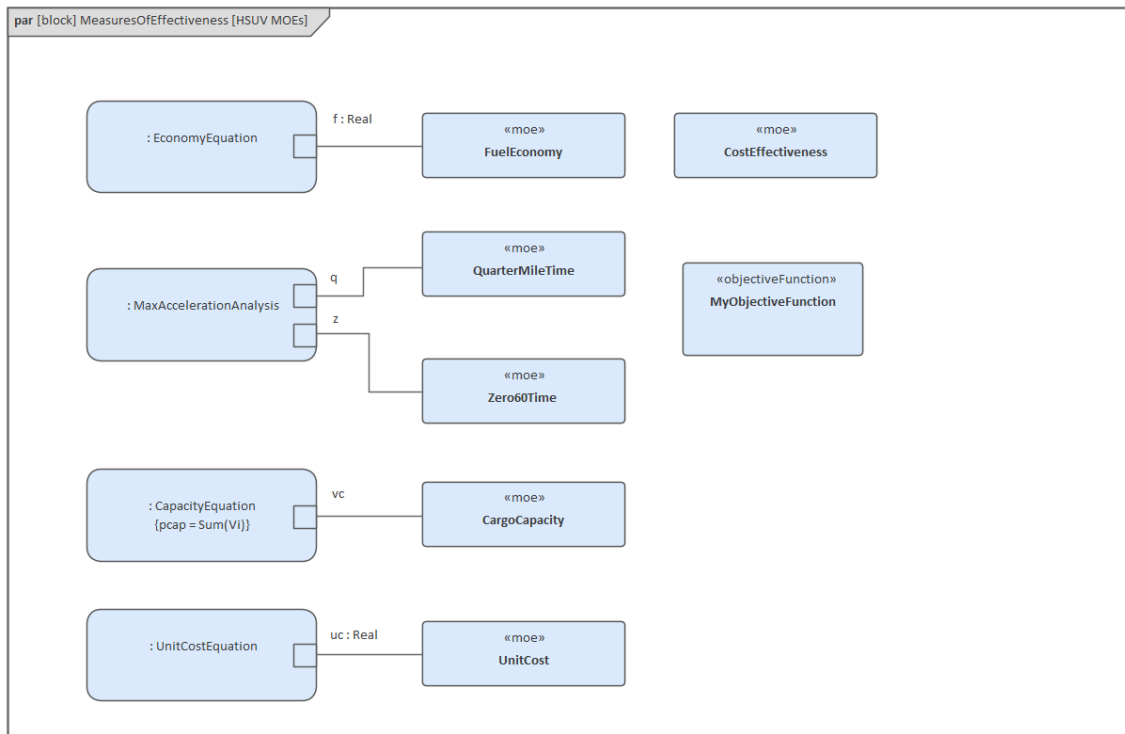 par [block] MeasuresOfEffectiveness [HSUV MOEs]
f : Real
: EconomyEquation
«moe»
FuelEconomy
«moe»
CostEffectiveness
q
: MaxAccelerationAnalysis
z
«moe»
QuarterMileTime
«objectiveFunction»
MyObjectiveFunction
«moe»
Zero60Time
vc
: CapacityEquation
{pcap = Sum(Vi)}
«moe»
CargoCapacity
uc : Real
: UnitCostEquation
«moe»
UnitCost